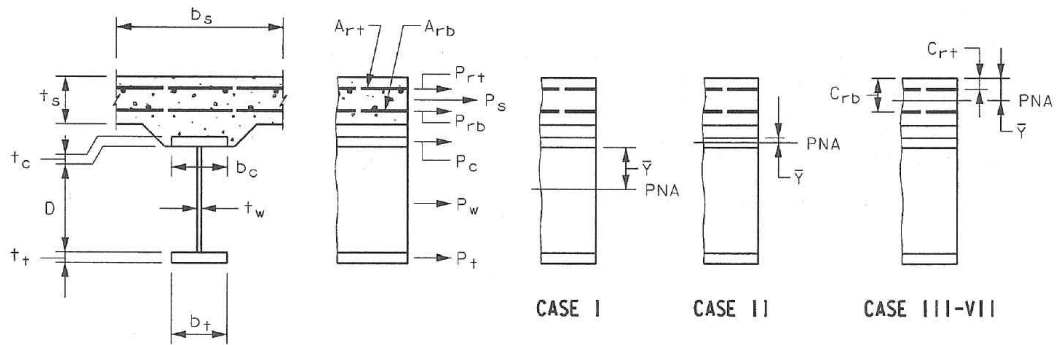 b_s
t_s
t_c
b_c
D
t_w
t_t
b_t
A_rt
A_rb
P_rt
P_s
P_rb
P_c
P_w
P_t
Ȳ
PNA
CASE I
PNA
Ȳ
CASE II
C_rt
C_rb
PNA
Ȳ
CASE III-VII